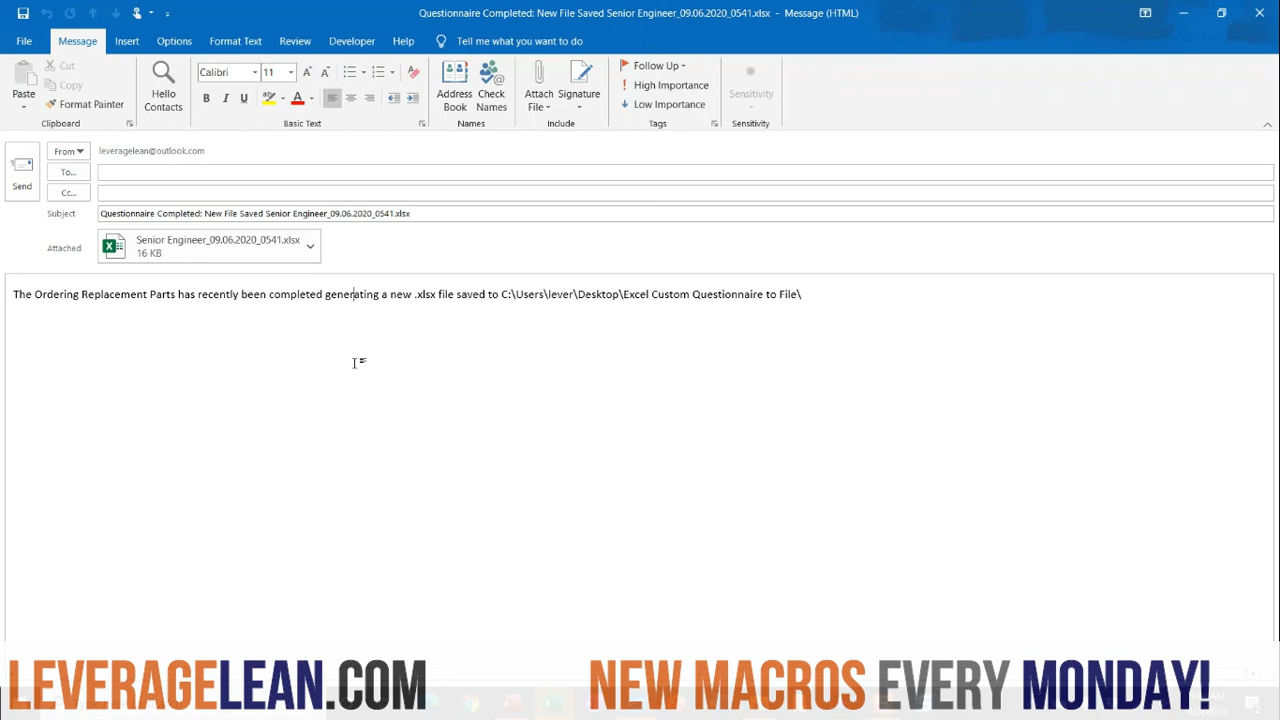 Questionnaire Completed: New File Saved Senior Engineer_09.06.2020_0541.xlsx - Message (HTML)
File Message Insert Options Format Text Review Developer Help Tell me what you want to do
Cut
Copy
Format Painter
Paste
Clipboard
Hello Contacts
Calibri 11
B I U A
Basic Text
Address Book
Check Names
Names
Attach File
Signature
Include
Follow Up
High Importance
Low Importance
Tags
Sensitivity
Sensitivity
Send
From leveragelean@outlook.com
To...
Cc...
Subject Questionnaire Completed: New File Saved Senior Engineer_09.06.2020_0541.xlsx
Attached Senior Engineer_09.06.2020_0541.xlsx
16 KB
The Ordering Replacement Parts has recently been completed generating a new .xlsx file saved to C:\Users\lever\Desktop\Excel Custom Questionnaire to File\
LEVERAGELEAN.COM NEW MACROS EVERY MONDAY!